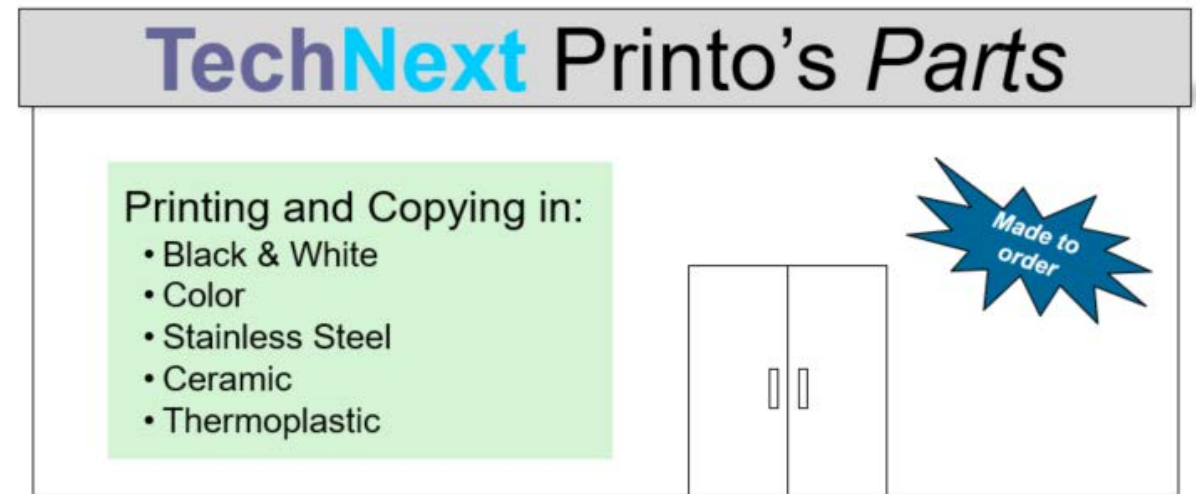 TechNext Printo's Parts
Printing and Copying in:
• Black & White
• Color
• Stainless Steel
• Ceramic
• Thermoplastic
Made to
order